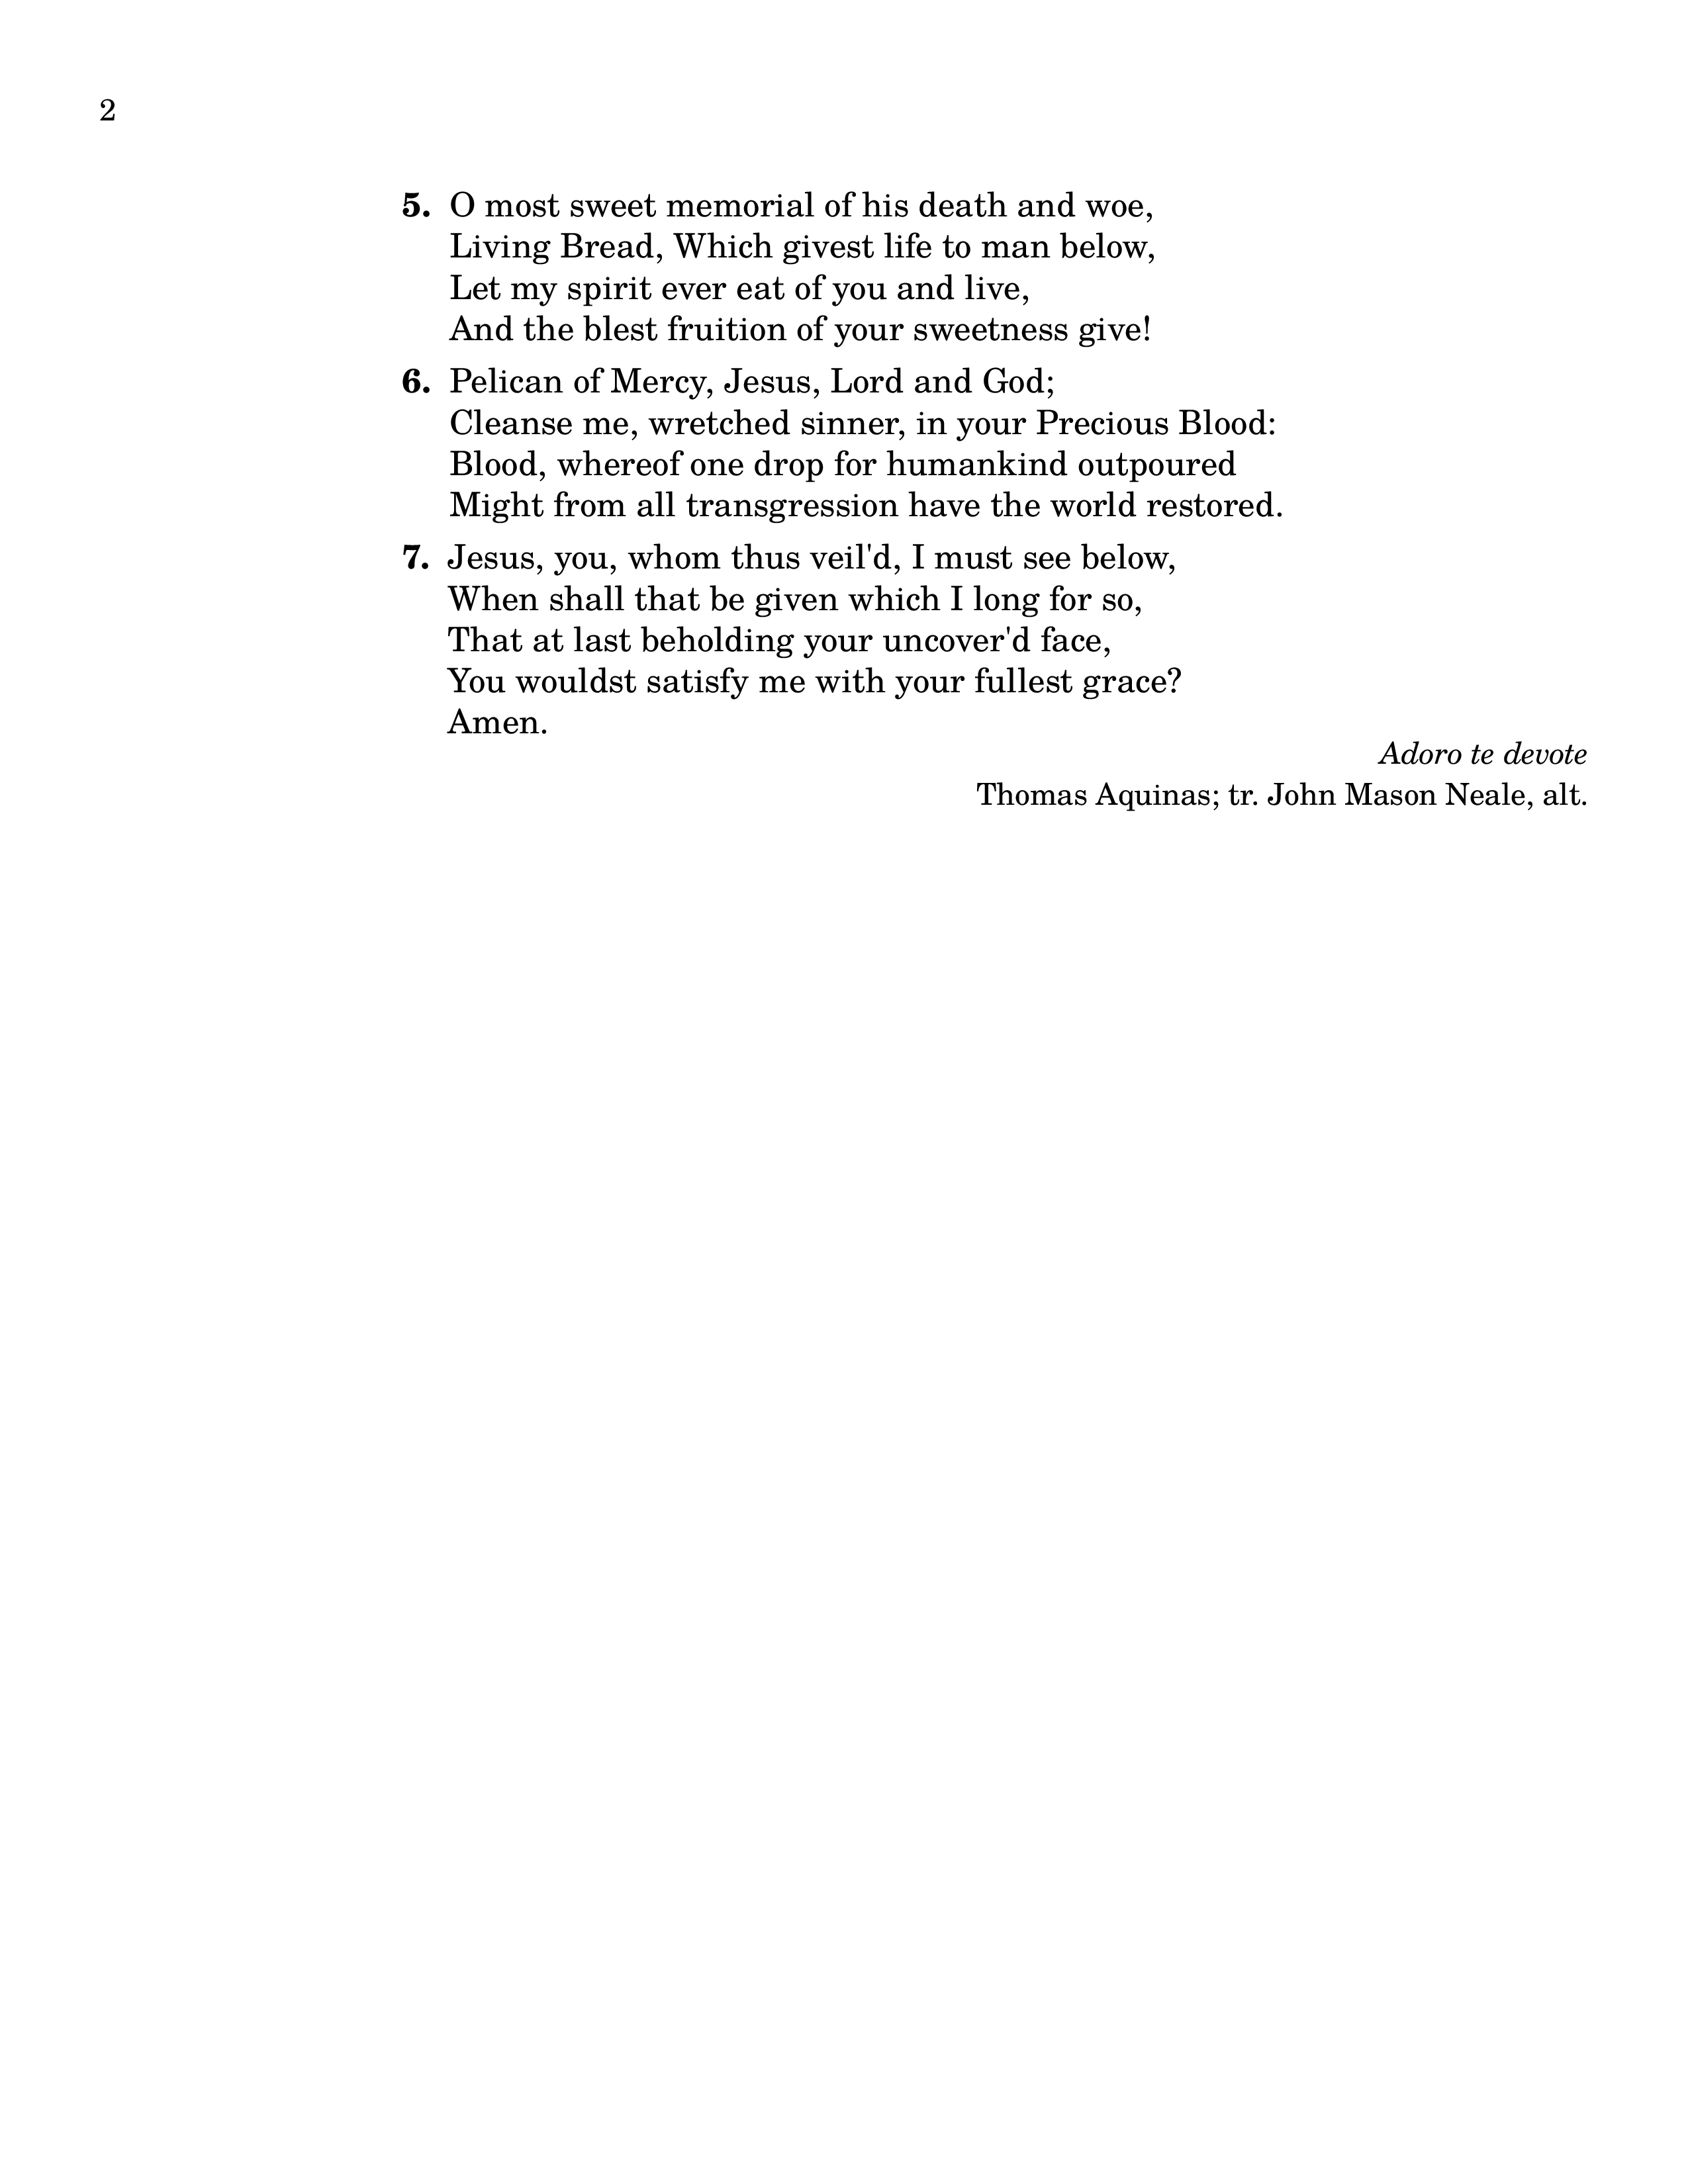 2
5. O most sweet memorial of his death and woe,
Living Bread, Which givest life to man below,
Let my spirit ever eat of you and live,
And the blest fruition of your sweetness give!
6. Pelican of Mercy, Jesus, Lord and God;
Cleanse me, wretched sinner, in your Precious Blood:
Blood, whereof one drop for humankind outpoured
Might from all transgression have the world restored.
7. Jesus, you, whom thus veil'd, I must see below,
When shall that be given which I long for so,
That at last beholding your uncover'd face,
You wouldst satisfy me with your fullest grace?
Amen.
Adoro te devote
Thomas Aquinas; tr. John Mason Neale, alt.